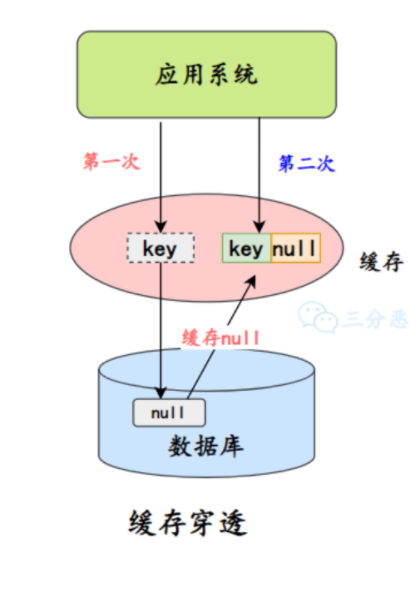 应用系统
第一次
第二次
key
key null
缓存
三分恶
缓存null
null
数据库
缓存穿透